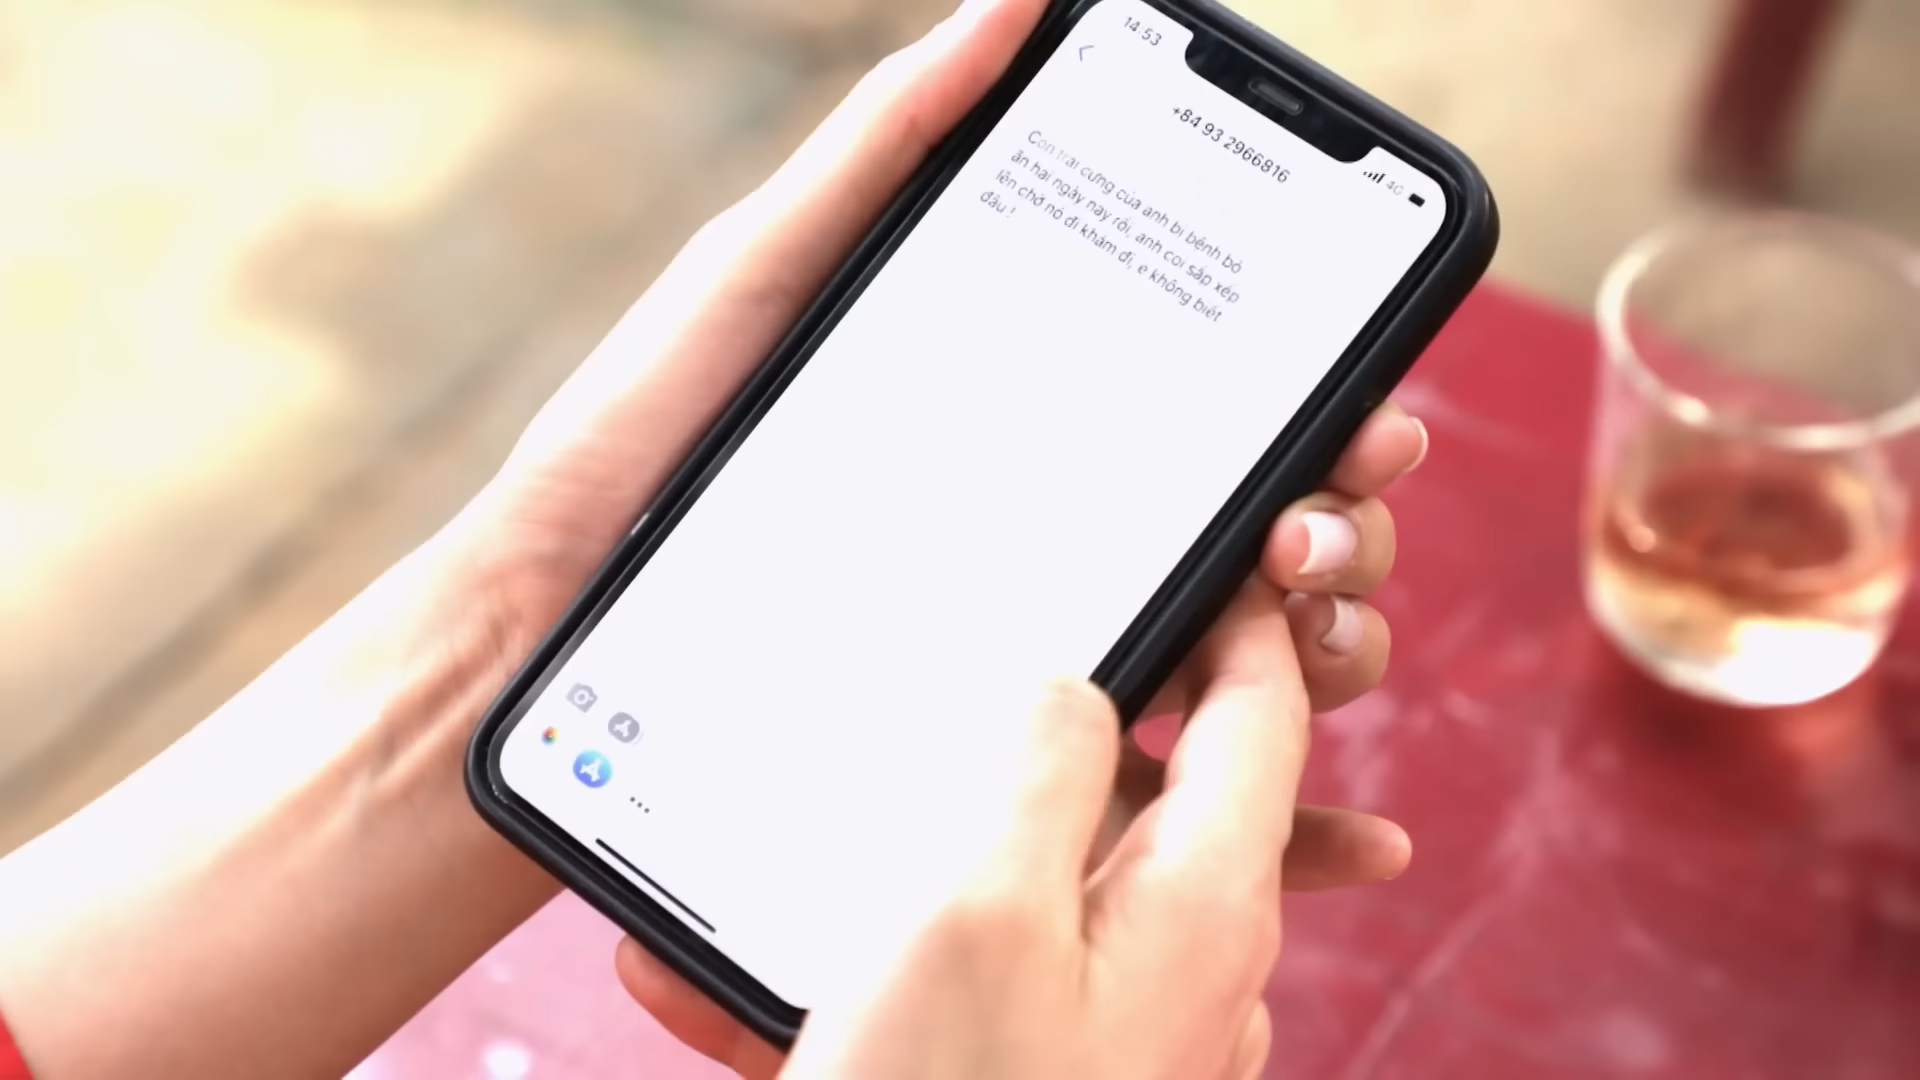 14:53
4G
+84 93 2966816
Con trai cưng của anh bị bệnh bỏ
ăn hai ngày nay rồi, anh coi sắp xếp
lên chở nó đi khám đi, e không biết
đâu !